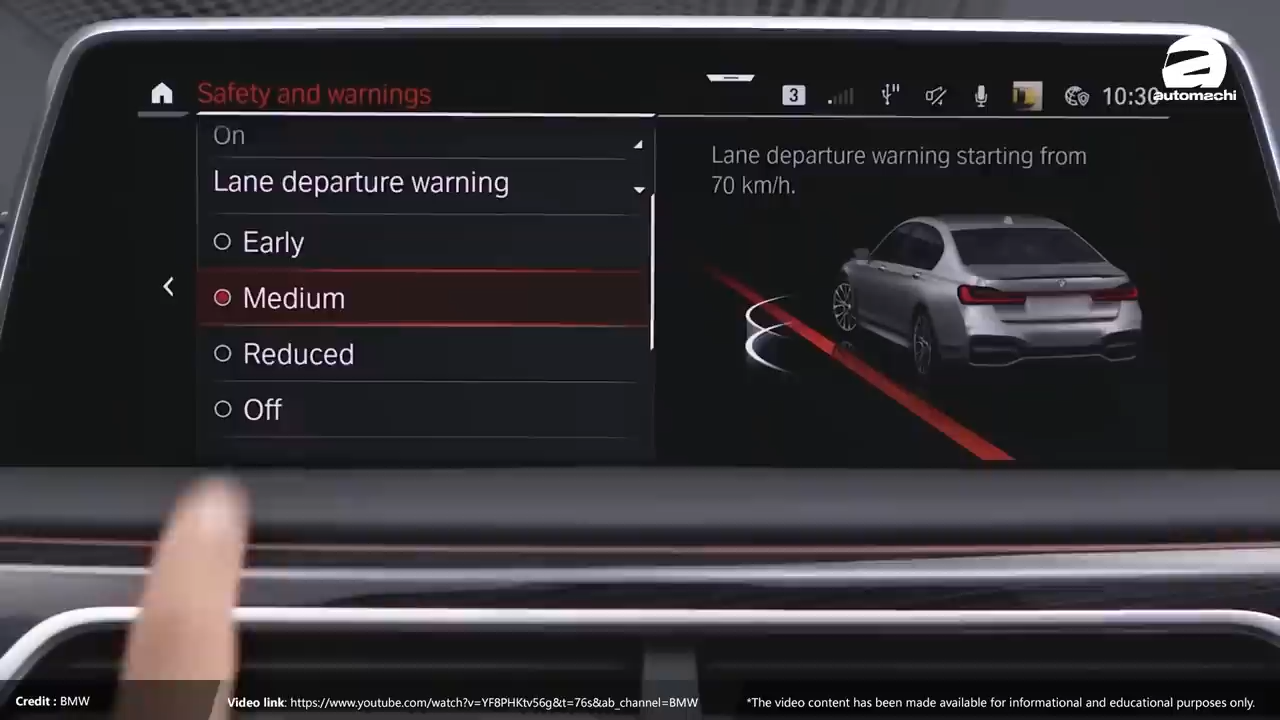 Safety and warnings
3
10:30
automachi
On
Lane departure warning
Early
Medium
Reduced
Off
Lane departure warning starting from
70 km/h.
Credit : BMW
Video link: https://www.youtube.com/watch?v=YF8PHKtv56g&t=76s&ab_channel=BMW
*The video content has been made available for informational and educational purposes only.